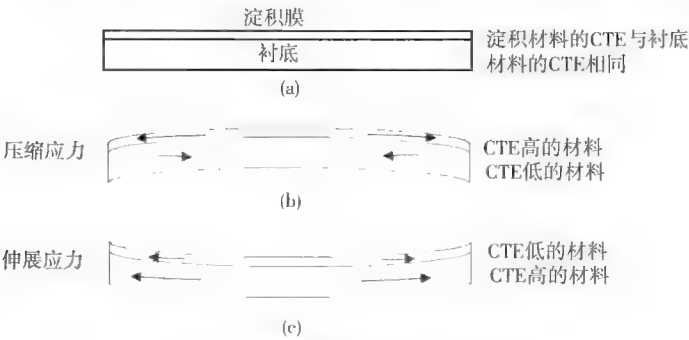 淀积膜
衬底
淀积材料的CTE与衬底
材料的CTE相同
(a)
压缩应力
CTE高的材料
CTE低的材料
(b)
伸展应力
CTE低的材料
CTE高的材料
(c)